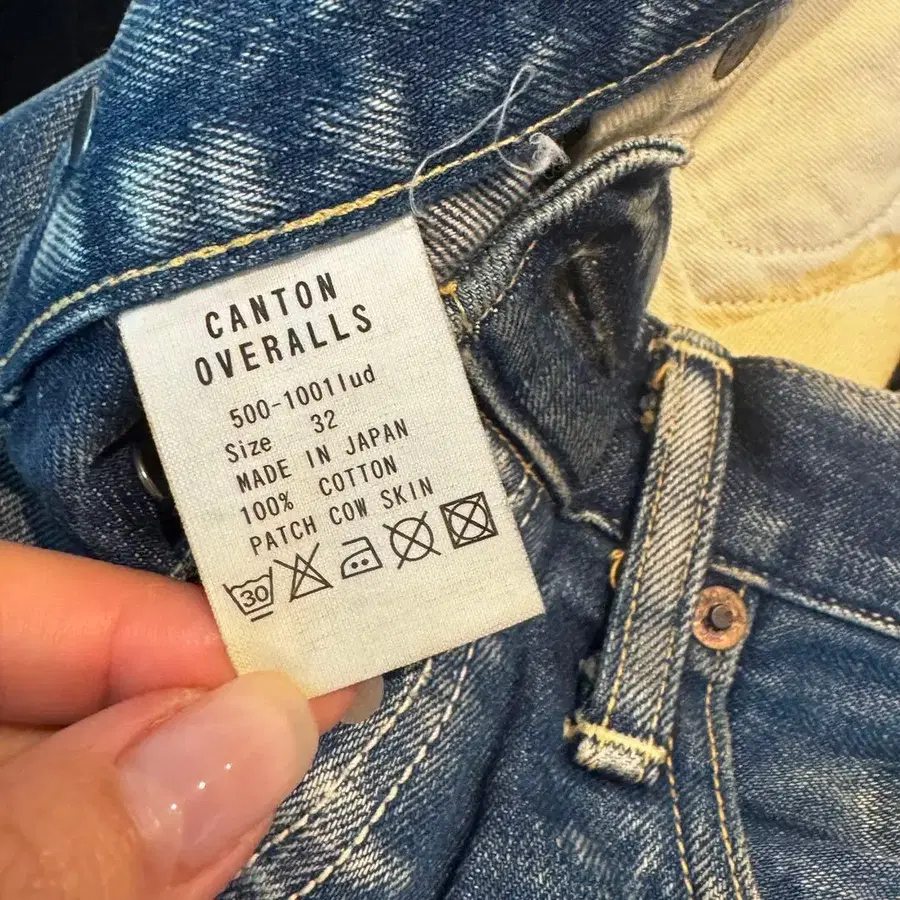 CANTON
OVERALLS
500-1001lud
Size 32
MADE IN JAPAN
100% COTTON
PATCH COW SKIN
30